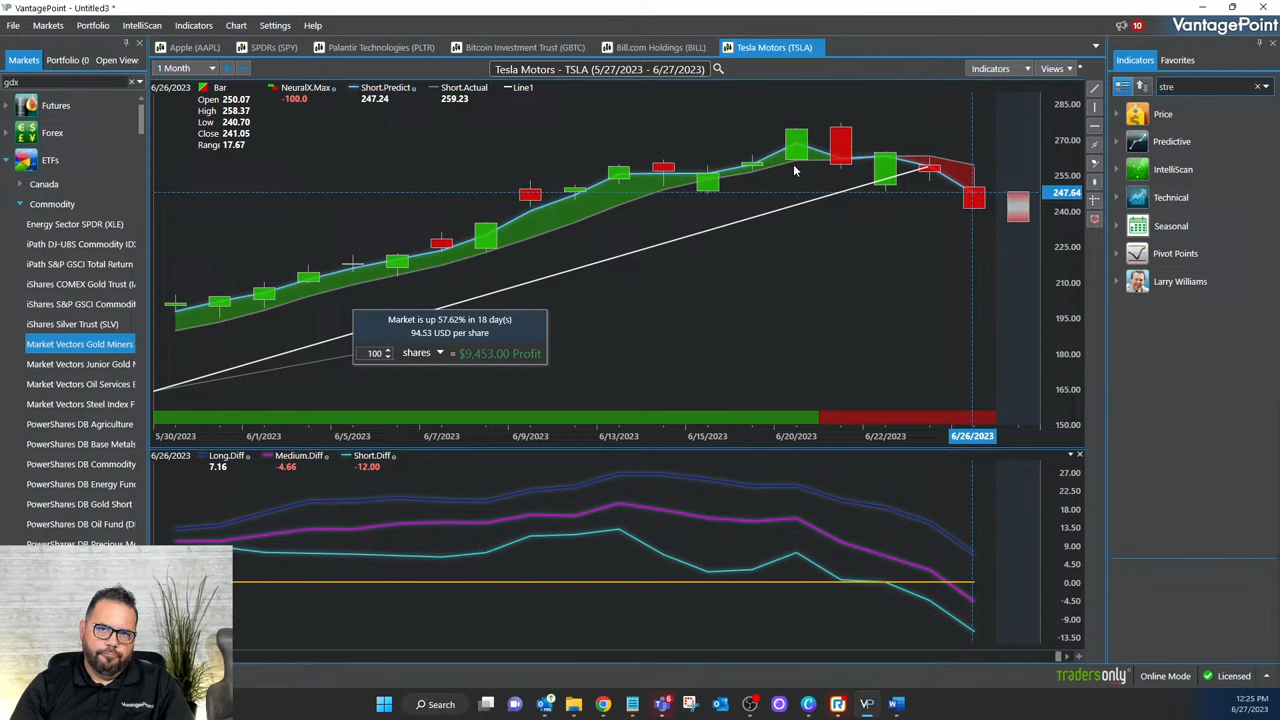 VantagePoint - Untitled3 *
File Markets Portfolio IntelliScan Indicators Chart Settings Help
10
VantagePoint
Markets Portfolio (0 Open View
Apple (AAPL) SPDRs (SPY) Palantir Technologies (PLTR) Bitcoin Investment Trust (GBTC) Bill.com Holdings (BILL) Tesla Motors (TSLA)
Indicators Favorites
gdx
1 Month
Tesla Motors - TSLA (5/27/2023 - 6/27/2023)
Indicators Views
stre
Futures
Forex
ETFs
Canada
Commodity
Energy Sector SPDR (XLE)
iPath DJ-UBS Commodity ID
iPath S&P GSCI Total Return
iShares COMEX Gold Trust (I
iShares S&P GSCI Commodit
iShares Silver Trust (SLV)
Market Vectors Gold Miners
Market Vectors Junior Gold
Market Vectors Oil Services E
Market Vectors Steel Index F
PowerShares DB Agriculture
PowerShares DB Base Metals
PowerShares DB Commodity
PowerShares DB Energy Fund
PowerShares DB Gold Short
PowerShares DB Oil Fund (D
PowerShares DB Precious M
6/26/2023 Bar NeuralX.Max Short.Predict Short.Actual Line1
Open 250.07 -100.0 247.24 259.23
High 258.37
Low 240.70
Close 241.05
Range 17.67
Market is up 57.62% in 18 day(s)
94.53 USD per share
100 shares = $9,453.00 Profit
285.00
270.00
255.00
247.64
240.00
225.00
210.00
195.00
180.00
165.00
150.00
5/30/2023 6/1/2023 6/5/2023 6/7/2023 6/9/2023 6/13/2023 6/15/2023 6/20/2023 6/22/2023 6/26/2023
6/26/2023 Long.Diff Medium.Diff Short.Diff
7.16 -4.66 -12.00
27.00
22.50
18.00
13.50
9.00
4.50
0.00
-4.50
-9.00
-13.50
Price
Predictive
IntelliScan
Technical
Seasonal
Pivot Points
Larry Williams
tradersonly Online Mode Licensed
VANTAGEPOINT
Search
6
VP
12:25 PM
6/27/2023